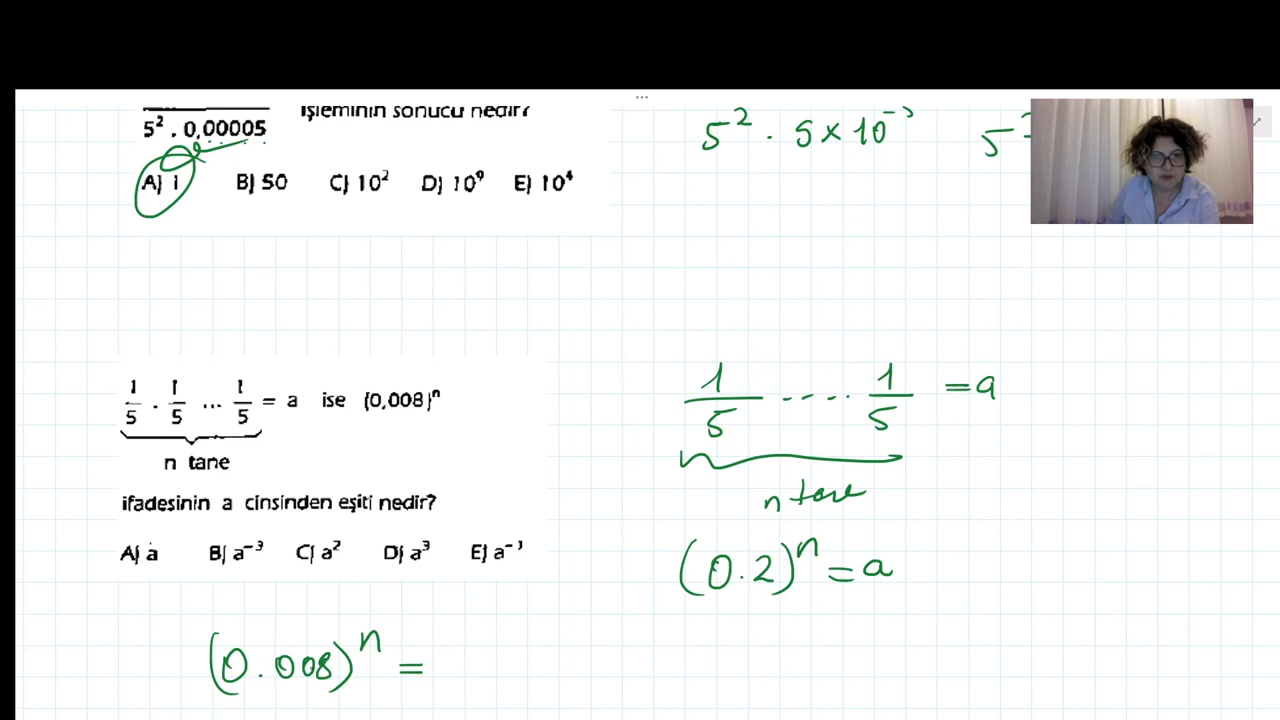 işleminin sonucu nedir?
5² . 0,00005
A) 1 B) 50 C) 10² D) 10⁹ E) 10⁴
5² . 5 x 10
1/5 . 1/5 ... 1/5 = a ise (0,008)ⁿ
n tane
ifadesinin a cinsinden eşiti nedir?
A) a B) a⁻³ C) a² D) a³ E) a⁻¹
(0.008)ⁿ =
1/5 .... 1/5 = a
n tane
(0.2)ⁿ = a